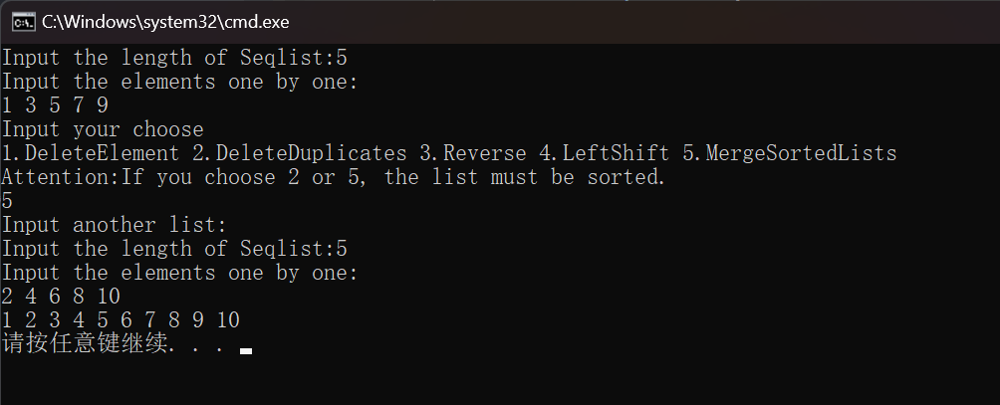 C:\Windows\system32\cmd.exe
Input the length of Seqlist:5
Input the elements one by one:
1 3 5 7 9
Input your choose
1.DeleteElement 2.DeleteDuplicates 3.Reverse 4.LeftShift 5.MergeSortedLists
Attention:If you choose 2 or 5, the list must be sorted.
5
Input another list:
Input the length of Seqlist:5
Input the elements one by one:
2 4 6 8 10
1 2 3 4 5 6 7 8 9 10
请按任意键继续. . .